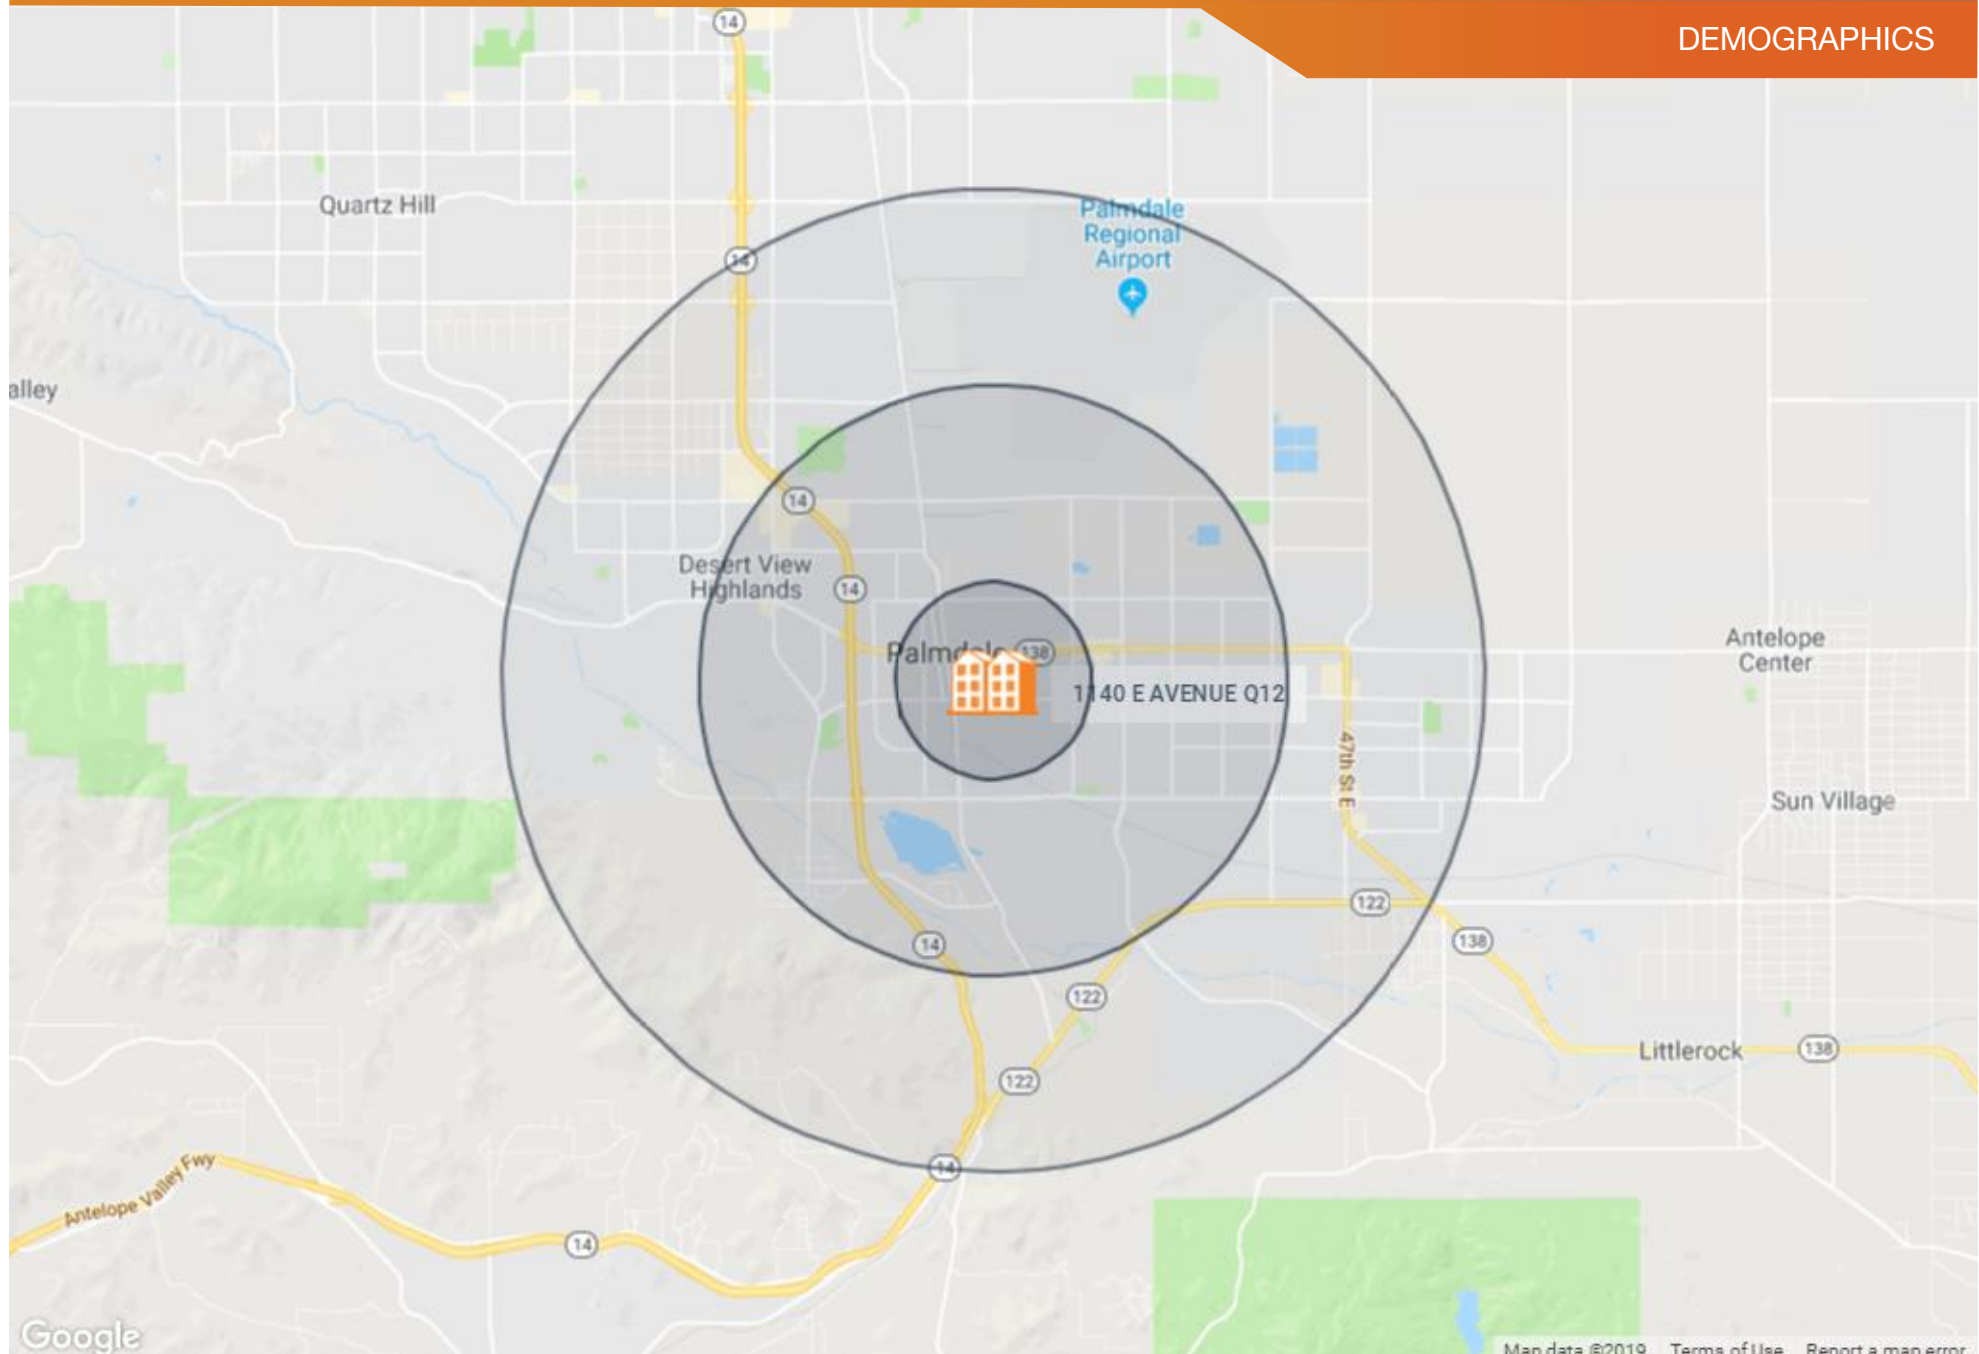 DEMOGRAPHICS
14
Quartz Hill
Palmdale
Regional
Airport
14
alley
14
Desert View
Highlands
14
Palmdale
138
1140 E AVENUE Q12
Antelope
Center
47th St E
Sun Village
122
14
138
122
Littlerock
138
122
14
Antelope Valley Fwy
14
Google
Map data ©2019
Terms of Use
Report a map error